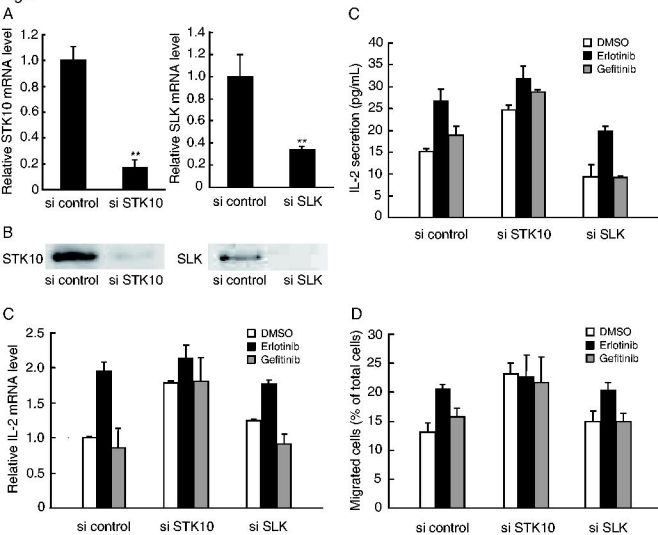 A
Relative STK10 mRNA level
1.2
1.0
0.8
0.6
0.4
0.2
0
**
si control si STK10
Relative SLK mRNA level
1.4
1.2
1.0
0.8
0.6
0.4
0.2
0
**
si control si SLK
B
STK10
si control si STK10
SLK
si control si SLK
C
IL-2 secretion (pg/mL)
40
35
30
25
20
15
10
5
0
DMSO
Erlotinib
Gefitinib
si control si STK10 si SLK
C
Relative IL-2 mRNA level
2.5
2.0
1.5
1.0
0.5
0
DMSO
Erlotinib
Gefitinib
si control si STK10 si SLK
D
Migrated cells (% of total cells)
30
25
20
15
10
5
0
DMSO
Erlotinib
Gefitinib
si control si STK10 si SLK